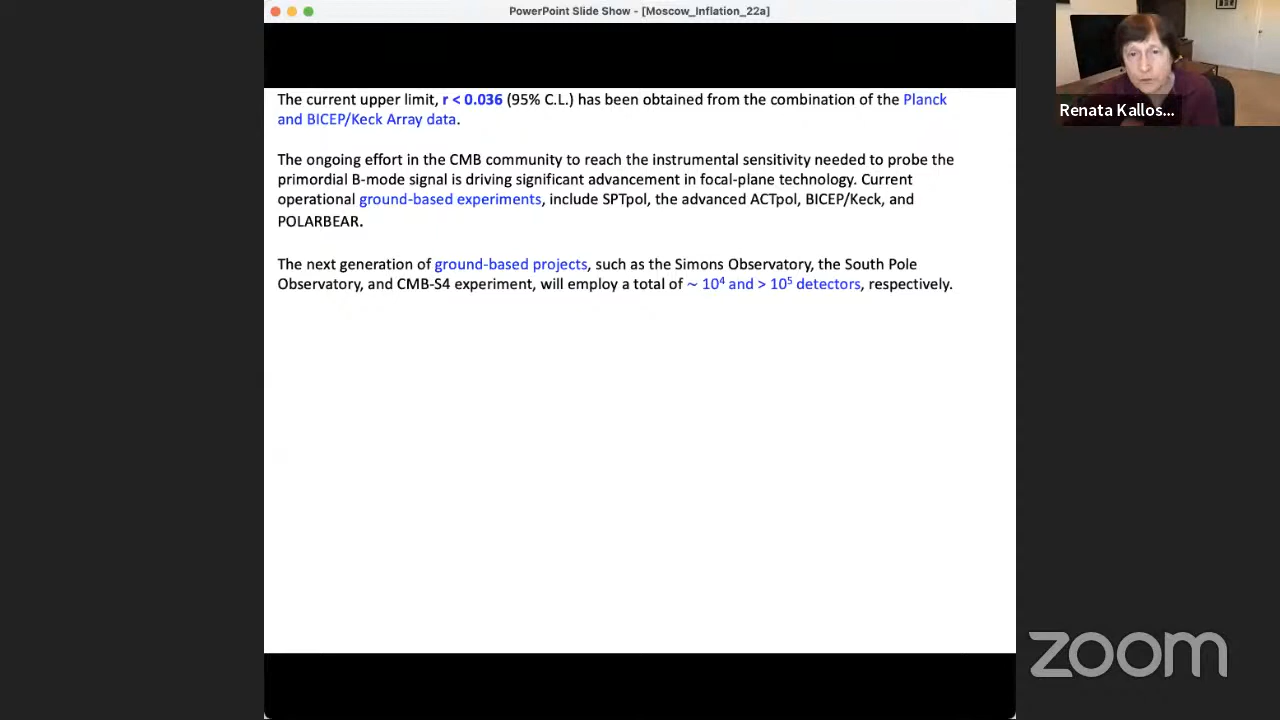 PowerPoint Slide Show - [Moscow_Inflation_22a]
The current upper limit, r < 0.036 (95% C.L.) has been obtained from the combination of the Planck
and BICEP/Keck Array data.
The ongoing effort in the CMB community to reach the instrumental sensitivity needed to probe the
primordial B-mode signal is driving significant advancement in focal-plane technology. Current
operational ground-based experiments, include SPTpol, the advanced ACTpol, BICEP/Keck, and
POLARBEAR.
The next generation of ground-based projects, such as the Simons Observatory, the South Pole
Observatory, and CMB-S4 experiment, will employ a total of ~ 10⁴ and > 10⁵ detectors, respectively.
Renata Kallos...
zoom